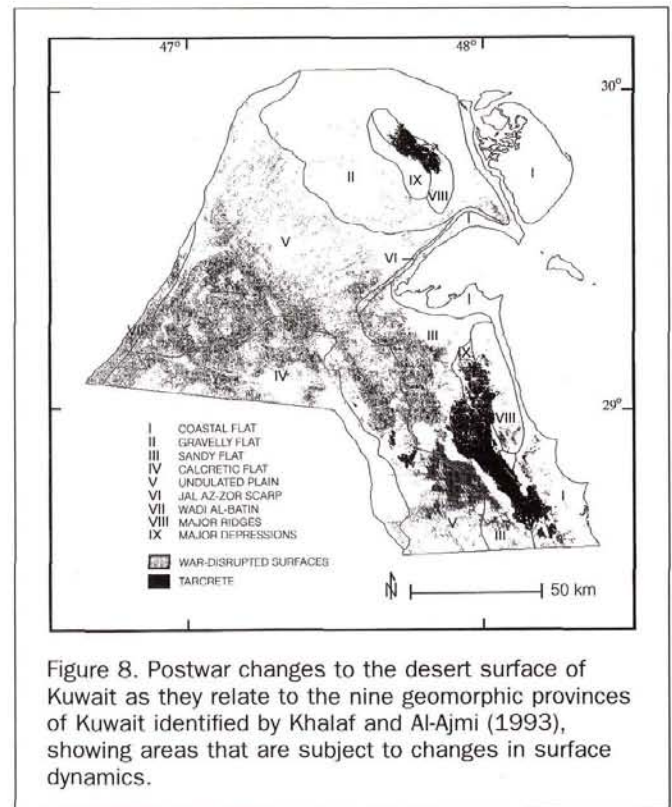 47° 48°
30°
II
IX
VIII
I
I
V
VI
I
III
IX
VII
IV
29°
VIII
I
V
III
I COASTAL FLAT
II GRAVELLY FLAT
III SANDY FLAT
IV CALCRETIC FLAT
V UNDULATED PLAIN
VI JAL AZ-ZOR SCARP
VII WADI AL-BATIN
VIII MAJOR RIDGES
IX MAJOR DEPRESSIONS
WAR-DISRUPTED SURFACES
TARCRETE
N
50 km
Figure 8. Postwar changes to the desert surface of
Kuwait as they relate to the nine geomorphic provinces
of Kuwait identified by Khalaf and Al-Ajmi (1993),
showing areas that are subject to changes in surface
dynamics.